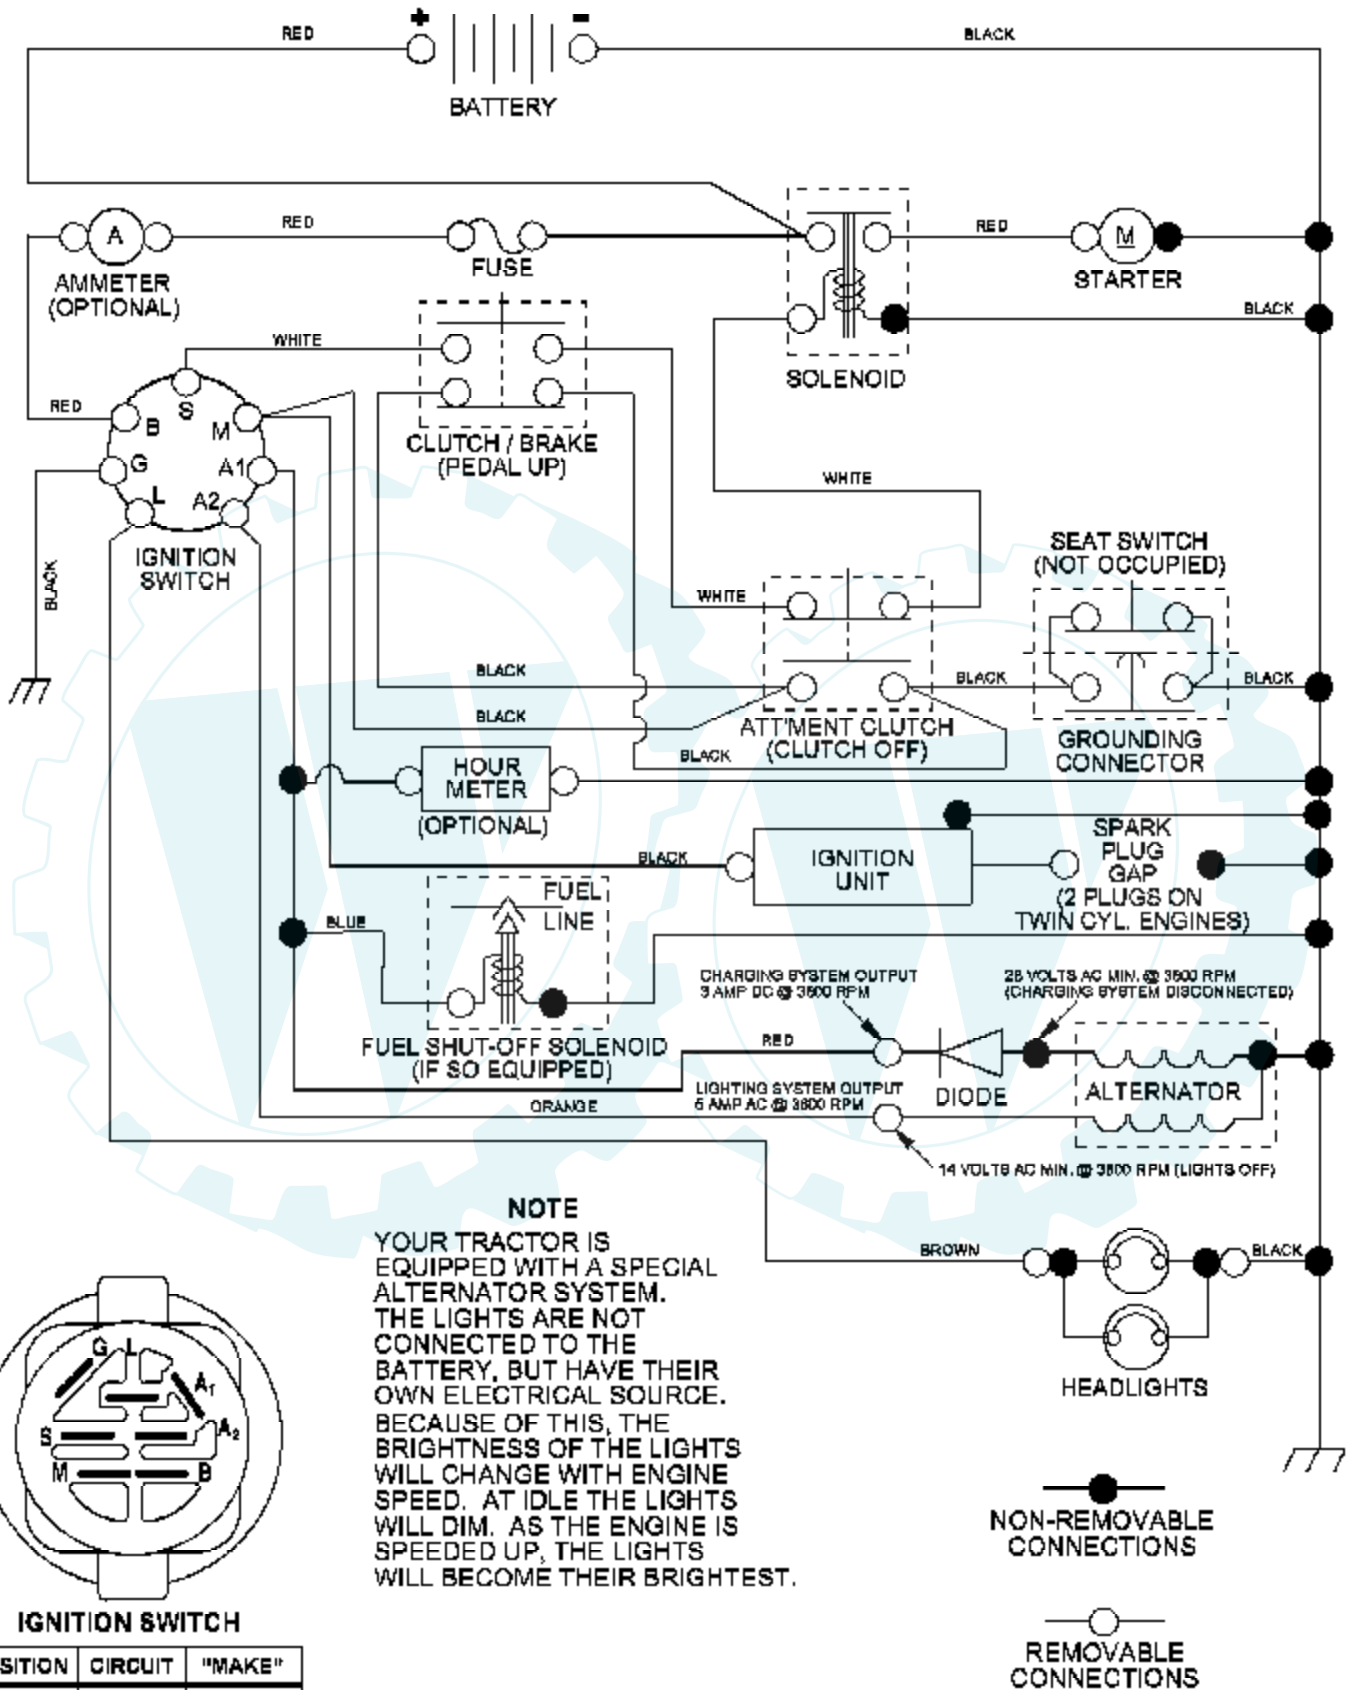 + -
RED
BLACK
BATTERY
RED
A
AMMETER
(OPTIONAL)
FUSE
RED
M
STARTER
BLACK
SOLENOID
WHITE
CLUTCH / BRAKE
(PEDAL UP)
RED
S
B
M
G
A1
L
A2
IGNITION
SWITCH
BLACK
WHITE
SEAT SWITCH
(NOT OCCUPIED)
WHITE
BLACK
BLACK
BLACK
BLACK
BLACK
ATT'MENT CLUTCH
(CLUTCH OFF)
GROUNDING
CONNECTOR
HOUR
METER
(OPTIONAL)
BLACK
IGNITION
UNIT
SPARK
PLUG
GAP
(2 PLUGS ON
TWIN CYL. ENGINES)
BLUE
FUEL
LINE
FUEL SHUT-OFF SOLENOID
(IF SO EQUIPPED)
CHARGING SYSTEM OUTPUT
3 AMP DC @ 3600 RPM
28 VOLTS AC MIN. @ 3600 RPM
(CHARGING SYSTEM DISCONNECTED)
RED
DIODE
ALTERNATOR
LIGHTING SYSTEM OUTPUT
5 AMP AC @ 3600 RPM
ORANGE
14 VOLTS AC MIN. @ 3600 RPM (LIGHTS OFF)
BROWN
BLACK
HEADLIGHTS
NOTE
YOUR TRACTOR IS
EQUIPPED WITH A SPECIAL
ALTERNATOR SYSTEM.
THE LIGHTS ARE NOT
CONNECTED TO THE
BATTERY, BUT HAVE THEIR
OWN ELECTRICAL SOURCE.
BECAUSE OF THIS, THE
BRIGHTNESS OF THE LIGHTS
WILL CHANGE WITH ENGINE
SPEED. AT IDLE THE LIGHTS
WILL DIM. AS THE ENGINE IS
SPEEDED UP, THE LIGHTS
WILL BECOME THEIR BRIGHTEST.
G
L
A1
A2
S
M
B
IGNITION SWITCH
SITION CIRCUIT "MAKE"
NON-REMOVABLE
CONNECTIONS
REMOVABLE
CONNECTIONS